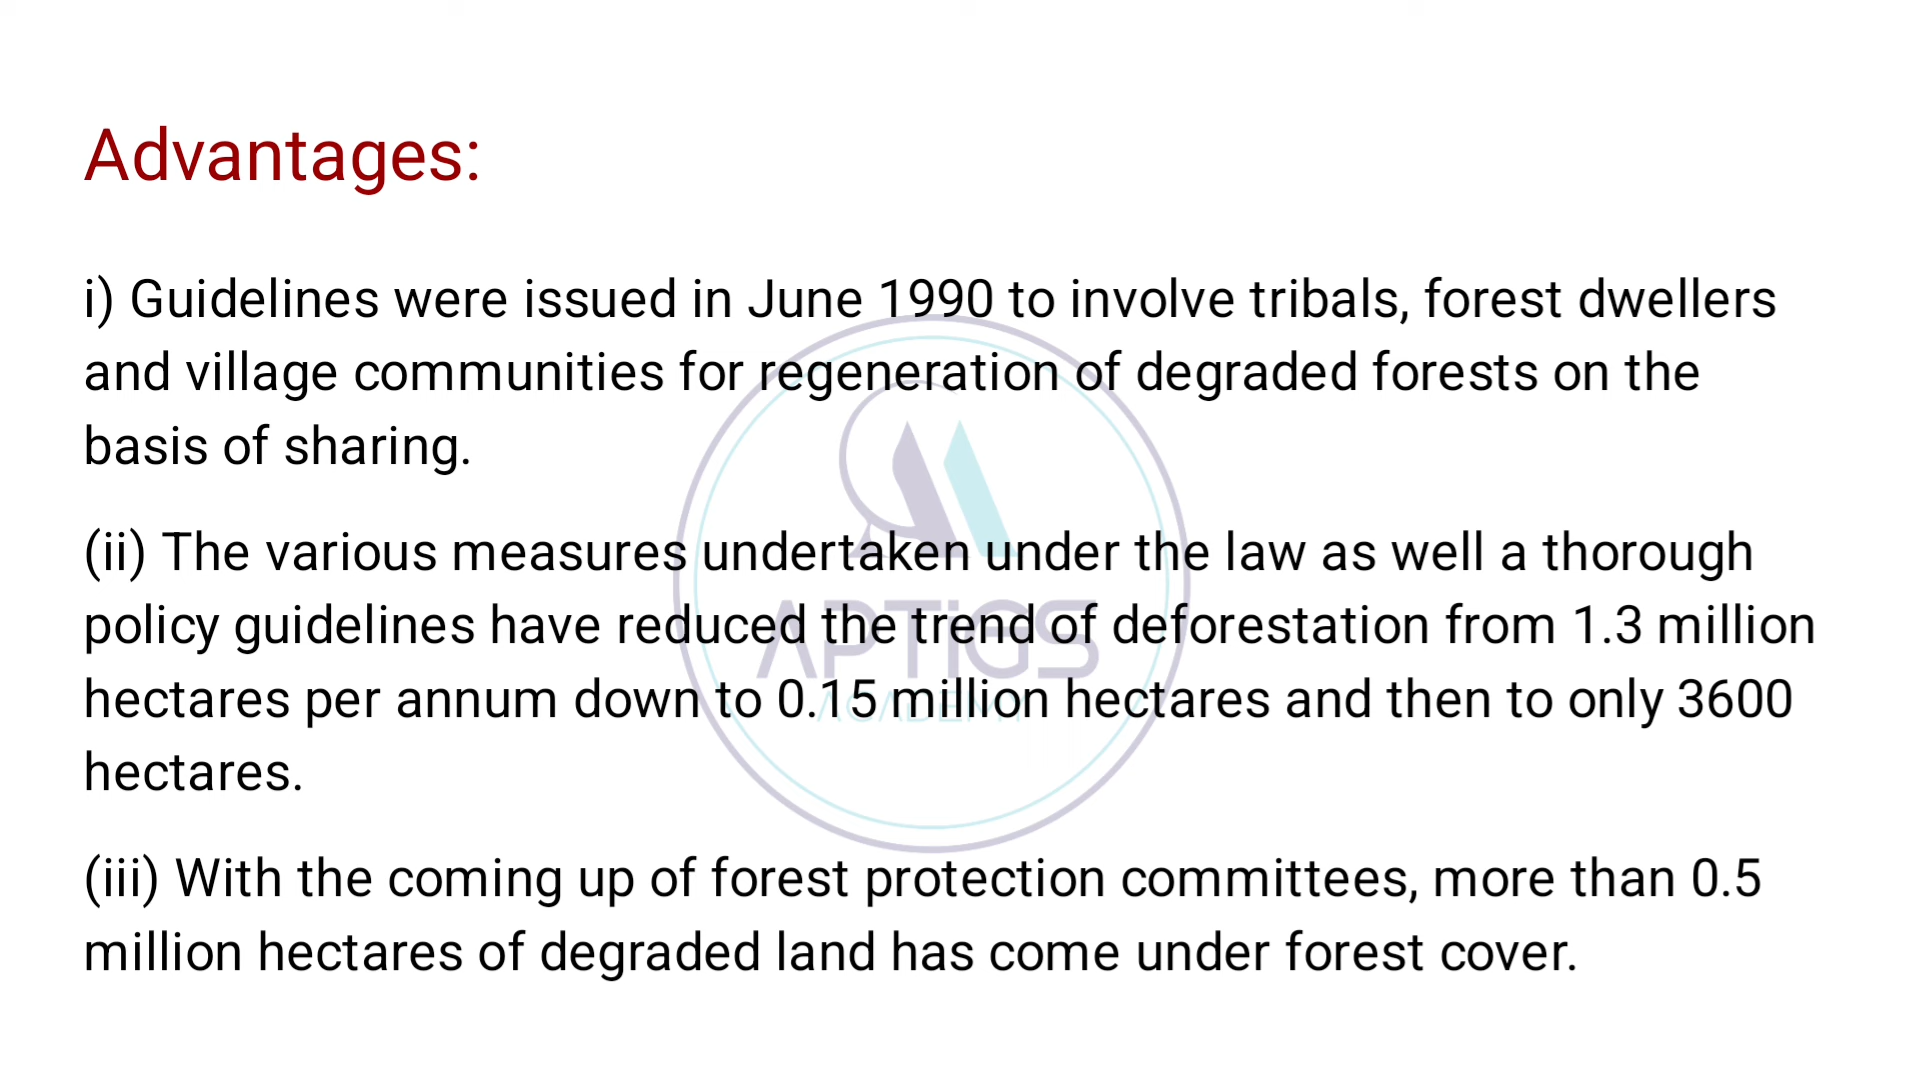 Advantages:
i) Guidelines were issued in June 1990 to involve tribals, forest dwellers
and village communities for regeneration of degraded forests on the
basis of sharing.
(ii) The various measures undertaken under the law as well a thorough
policy guidelines have reduced the trend of deforestation from 1.3 million
hectares per annum down to 0.15 million hectares and then to only 3600
hectares.
(iii) With the coming up of forest protection committees, more than 0.5
million hectares of degraded land has come under forest cover.
APTIGS
ACADEMY